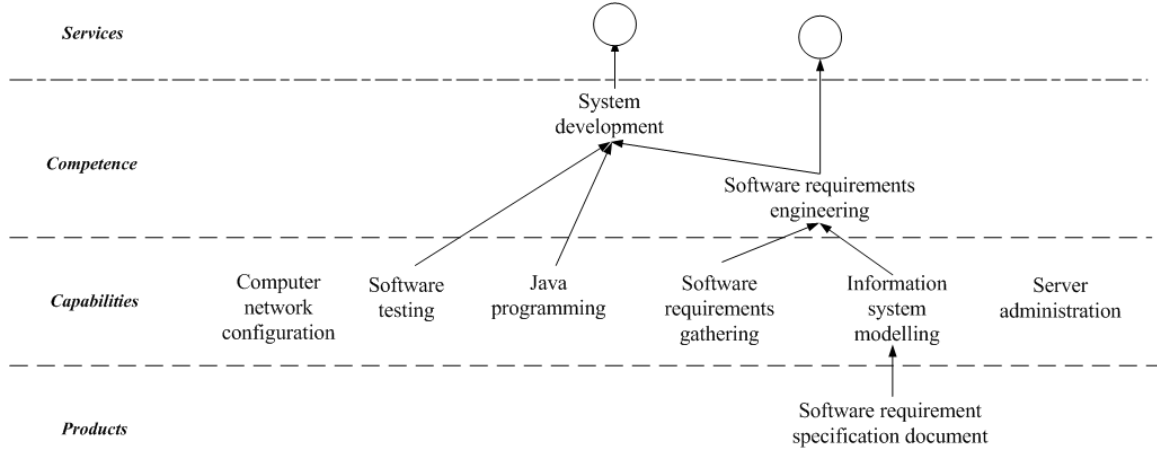 Services
System
development
Competence
Software requirements
engineering
Capabilities
Computer
network
configuration
Software
testing
Java
programming
Software
requirements
gathering
Information
system
modelling
Server
administration
Products
Software requirement
specification document